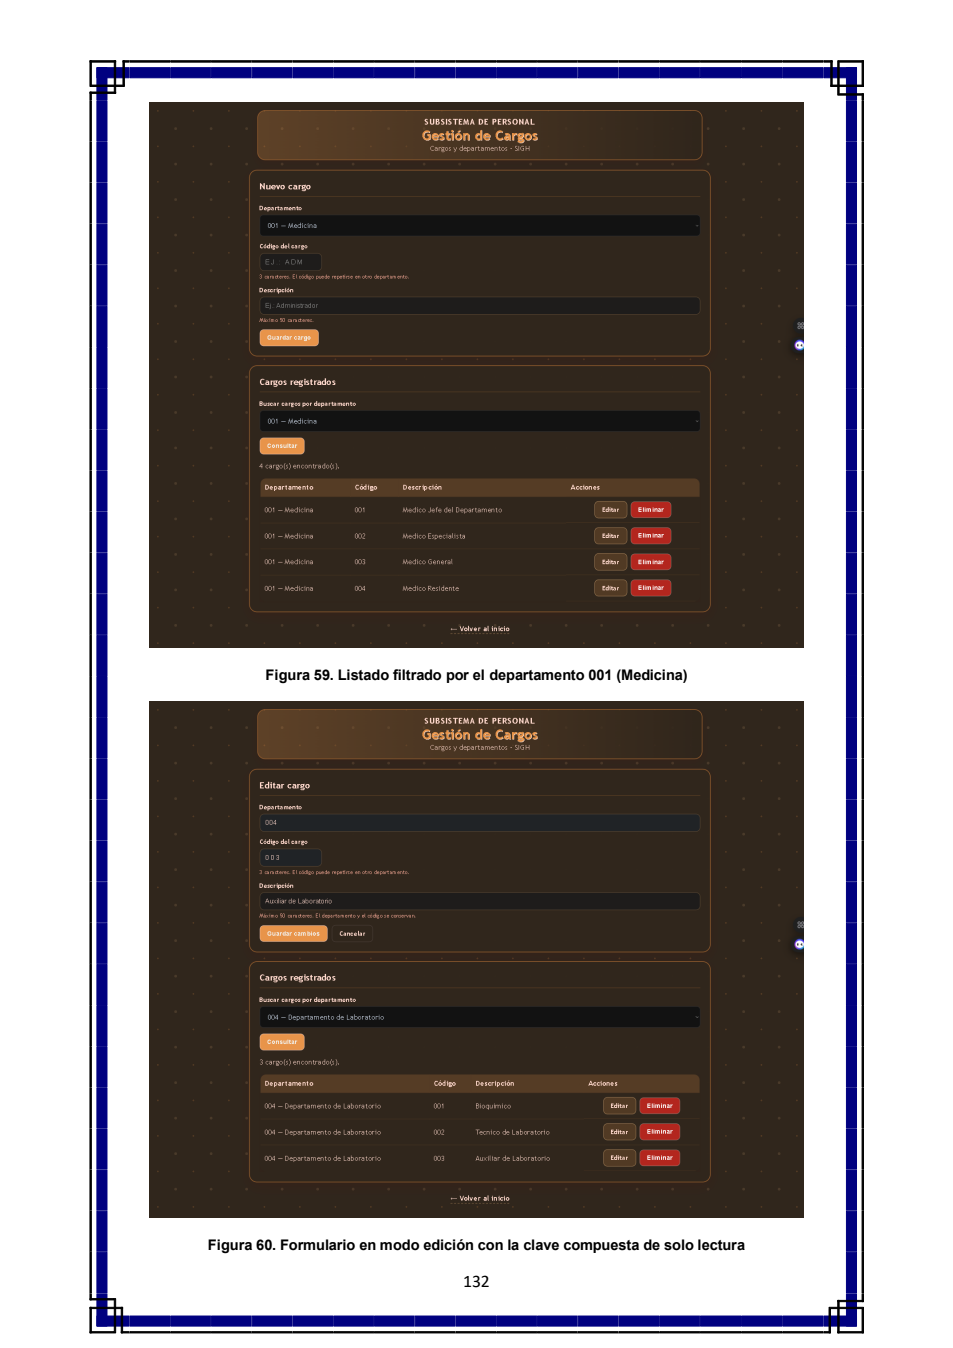 SUBSISTEMA DE PERSONAL
Gestión de Cargos
Cargos y departamentos - SIGH
Nuevo cargo
Departamento
001 — Medicina
Código del cargo
EJ.: ADM
3 caracteres. El código puede repetirse en otro departamento.
Descripción
Ej: Administrador
Máximo 50 caracteres.
Guardar cargo
Cargos registrados
Buscar cargos por departamento
001 — Medicina
Consultar
4 cargo(s) encontrado(s).
Departamento Código Descripción Acciones
001 — Medicina 001 Medico Jefe del Departamento Editar Eliminar
001 — Medicina 002 Medico Especialista Editar Eliminar
001 — Medicina 003 Medico General Editar Eliminar
001 — Medicina 004 Medico Residente Editar Eliminar
← Volver al inicio
Figura 59. Listado filtrado por el departamento 001 (Medicina)
SUBSISTEMA DE PERSONAL
Gestión de Cargos
Cargos y departamentos - SIGH
Editar cargo
Departamento
004
Código del cargo
003
3 caracteres. El código puede repetirse en otro departamento.
Descripción
Auxiliar de Laboratorio
Máximo 50 caracteres. El departamento y el código se conservan.
Guardar cambios Cancelar
Cargos registrados
Buscar cargos por departamento
004 — Departamento de Laboratorio
Consultar
3 cargo(s) encontrado(s).
Departamento Código Descripción Acciones
004 — Departamento de Laboratorio 001 Bioquimico Editar Eliminar
004 — Departamento de Laboratorio 002 Tecnico de Laboratorio Editar Eliminar
004 — Departamento de Laboratorio 003 Auxiliar de Laboratorio Editar Eliminar
← Volver al inicio
Figura 60. Formulario en modo edición con la clave compuesta de solo lectura
132